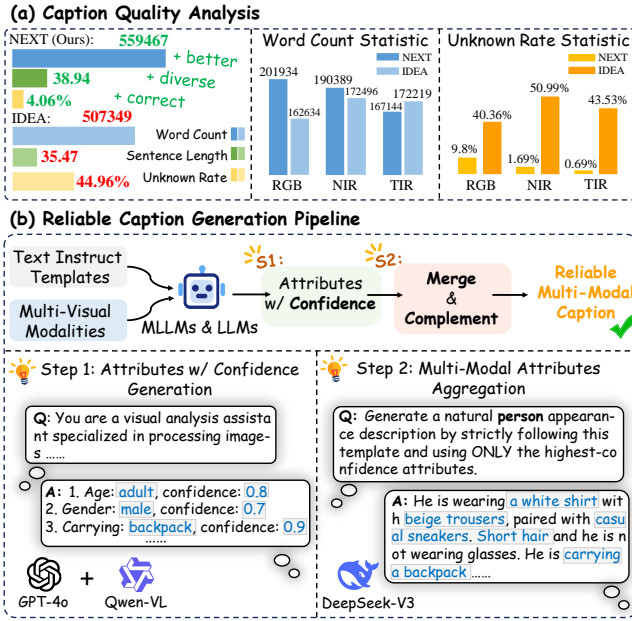 (a) Caption Quality Analysis
NEXT (Ours): 559467
+ better
38.94
+ diverse
4.06%
+ correct
IDEA: 507349
Word Count
35.47
Sentence Length
44.96%
Unknown Rate
Word Count Statistic
NEXT
IDEA
201934
162634
190389
172496
167144
172219
RGB NIR TIR
Unknown Rate Statistic
NEXT
IDEA
9.8%
40.36%
1.69%
50.99%
0.69%
43.53%
RGB NIR TIR
(b) Reliable Caption Generation Pipeline
Text Instruct
Templates
Multi-Visual
Modalities
MLLMs & LLMs
S1:
Attributes
w/ Confidence
S2:
Merge
&
Complement
Reliable
Multi-Modal
Caption
Step 1: Attributes w/ Confidence
Generation
Q: You are a visual analysis assista
nt specialized in processing image-
s ......
A: 1. Age: adult, confidence: 0.8
2. Gender: male, confidence: 0.7
3. Carrying: backpack, confidence: 0.9
......
GPT-4o + Qwen-VL
Step 2: Multi-Modal Attributes
Aggregation
Q: Generate a natural person appearan-
ce description by strictly following this
template and using ONLY the highest-co
nfidence attributes.
A: He is wearing a white shirt wit
h beige trousers, paired with casu
al sneakers. Short hair and he is n
ot wearing glasses. He is carrying
a backpack ......
DeepSeek-V3